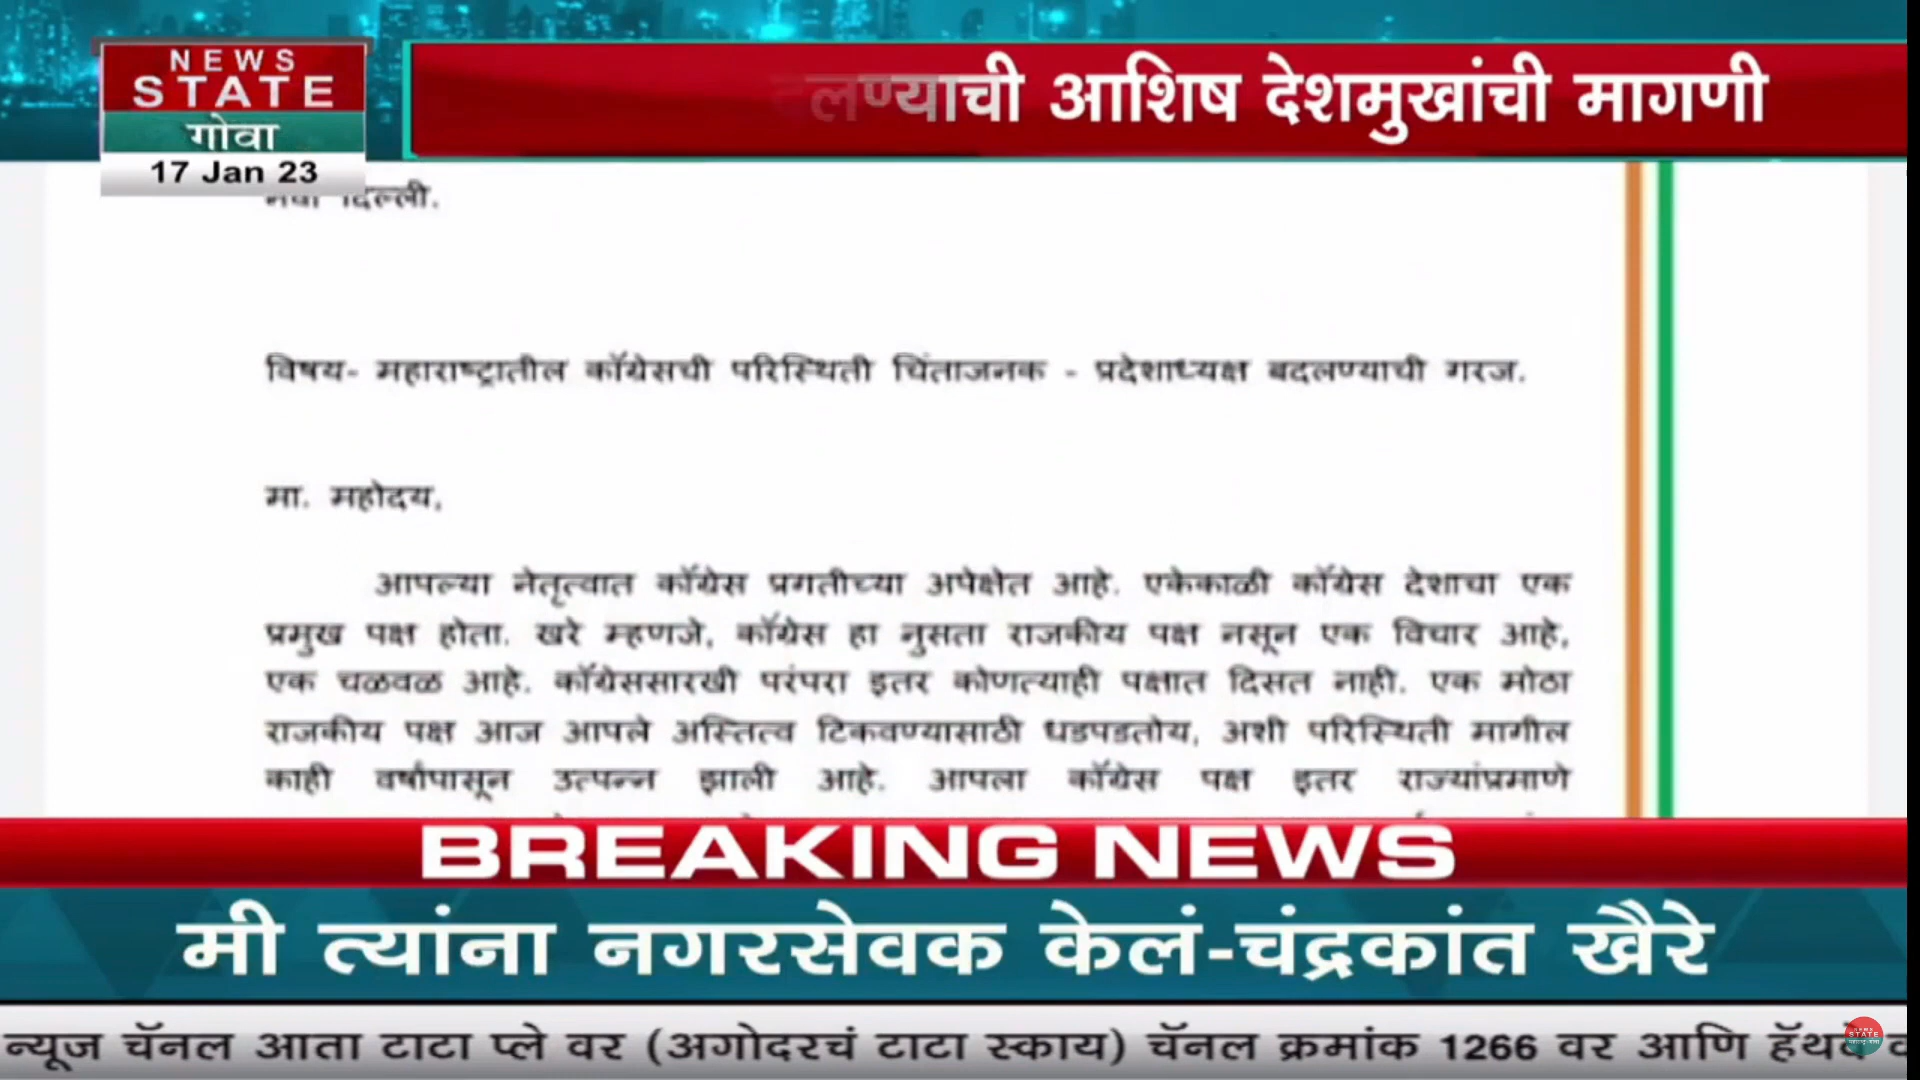 NEWS
STATE
गोवा
17 Jan 23
लण्याची आशिष देशमुखांची मागणी
दिल्ली.
विषय- महाराष्ट्रातील काँग्रेसची परिस्थिती चिंताजनक - प्रदेशाध्यक्ष बदलण्याची गरज.
मा. महोदय,
आपल्या नेतृत्वात काँग्रेस प्रगतीच्या अपेक्षेत आहे. एकेकाळी काँग्रेस देशाचा एक
प्रमुख पक्ष होता. खरे म्हणजे, काँग्रेस हा नुसता राजकीय पक्ष नसून एक विचार आहे,
एक चळवळ आहे. काँग्रेससारखी परंपरा इतर कोणत्याही पक्षात दिसत नाही. एक मोठा
राजकीय पक्ष आज आपले अस्तित्व टिकवण्यासाठी धडपडतोय, अशी परिस्थिती मागील
काही वर्षांपासून उत्पन्न झाली आहे. आपला काँग्रेस पक्ष इतर राज्यांप्रमाणे
BREAKING NEWS
मी त्यांना नगरसेवक केलं-चंद्रकांत खैरे
न्यूज चॅनल आता टाटा प्ले वर (अगोदरचं टाटा स्काय) चॅनल क्रमांक 1266 वर आणि
NEWS
STATE